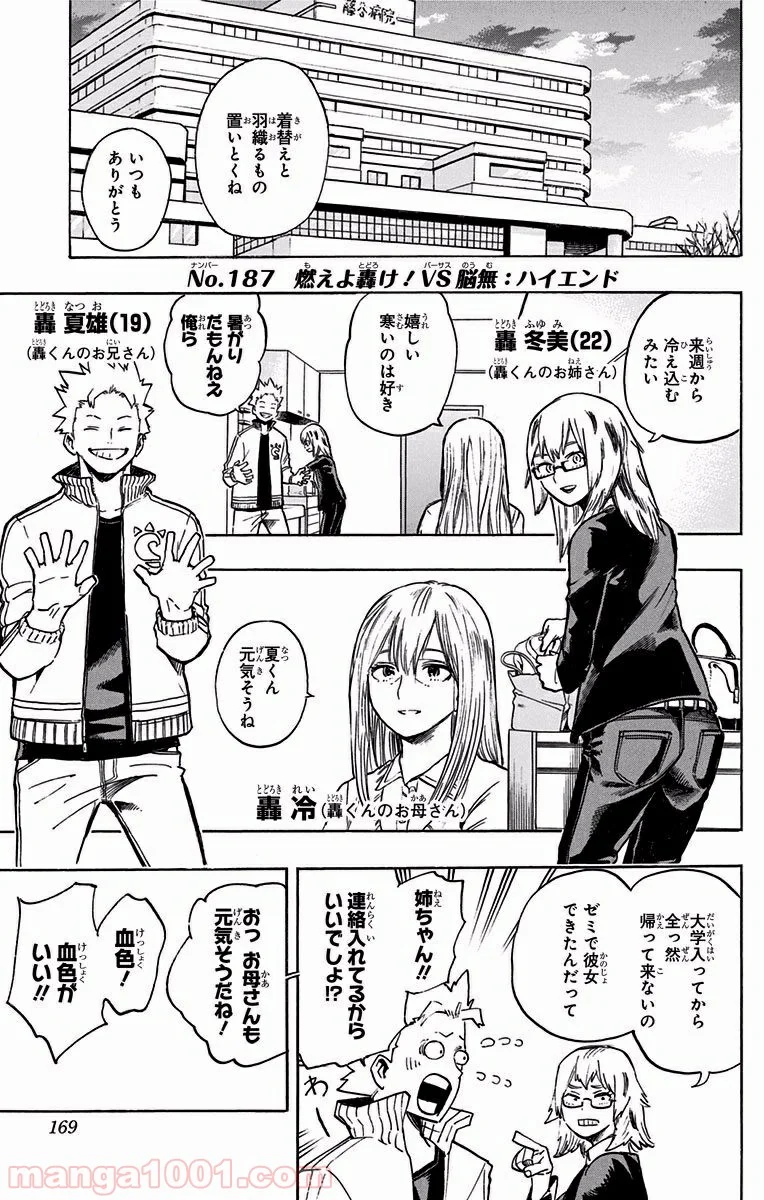 藤谷病院
着替えと
羽織るもの
置いとくね
いつも
ありがとう
No.187 燃えよ轟け！VS脳無：ハイエンド
来週から
冷え込む
みたい
轟 冬美(22)
(轟くんのお姉さん)
嬉しい
寒いのは好き
暑がり
だもんねえ
俺ら
轟 夏雄(19)
(轟くんのお兄さん)
夏くん
元気そうね
轟 冷(轟くんのお母さん)
大学入ってから
全っ然
帰って来ないの
ゼミで彼女
できたんだって
姉ちゃん!!
連絡入れてるから
いいでしょ!?
わ
おっ お母さんも
元気そうだね！
血色！
血色が
いい!!
169
manga1001.com